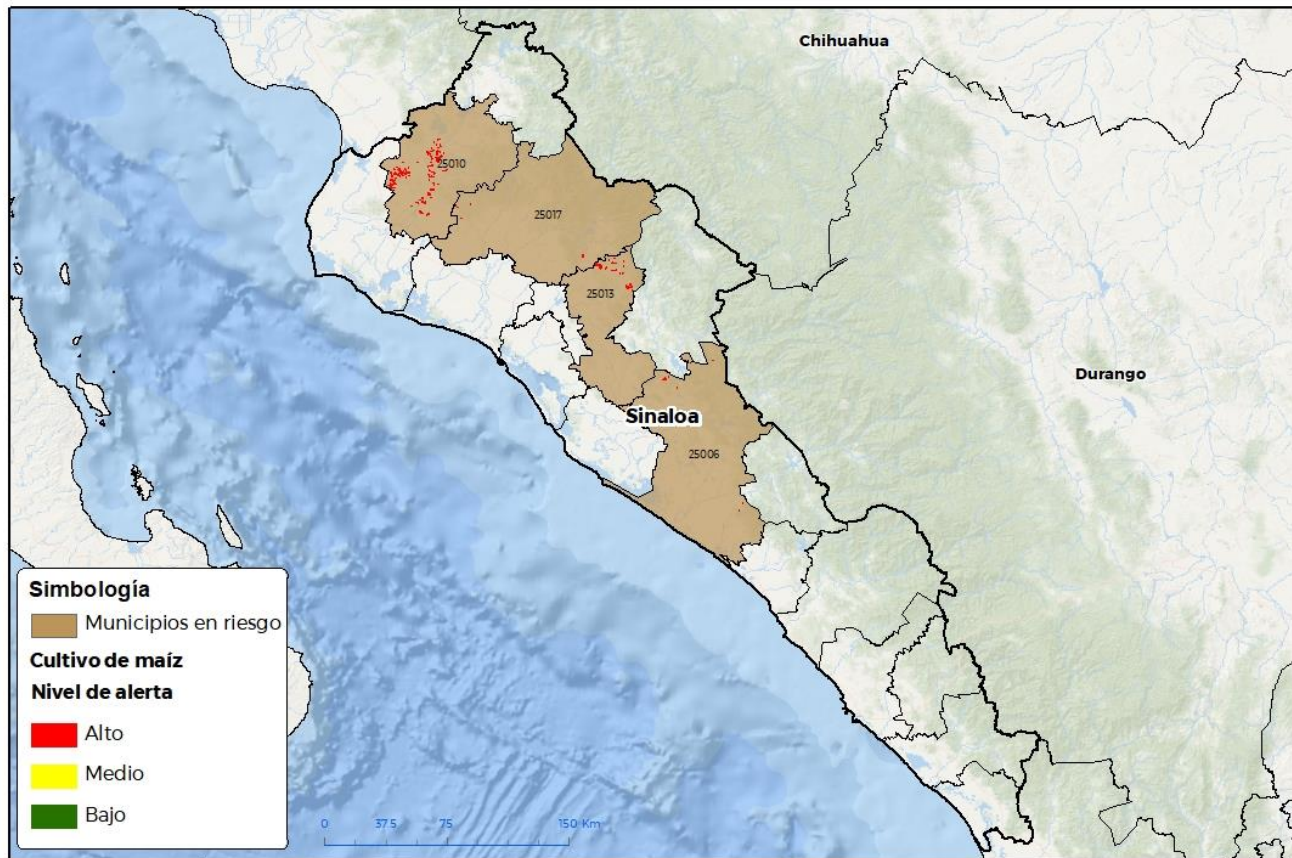 Chihuahua
25010
25017
25013
Durango
Sinaloa
25006
Simbología
Municipios en riesgo
Cultivo de maíz
Nivel de alerta
Alto
Medio
Bajo
0 37.5 75 150 Km